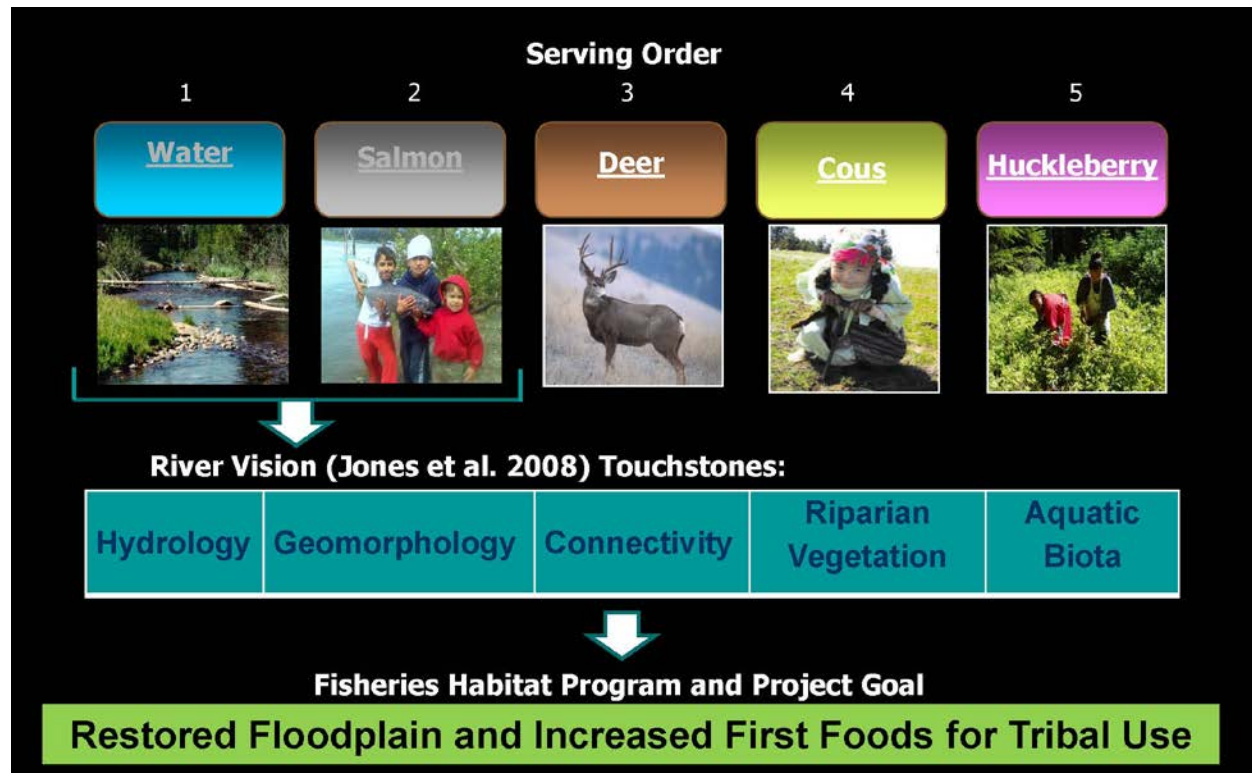 Serving Order
1 2 3 4 5
Water Salmon Deer Cous Huckleberry
River Vision (Jones et al. 2008) Touchstones:
Hydrology Geomorphology Connectivity Riparian Vegetation Aquatic Biota
Fisheries Habitat Program and Project Goal
Restored Floodplain and Increased First Foods for Tribal Use